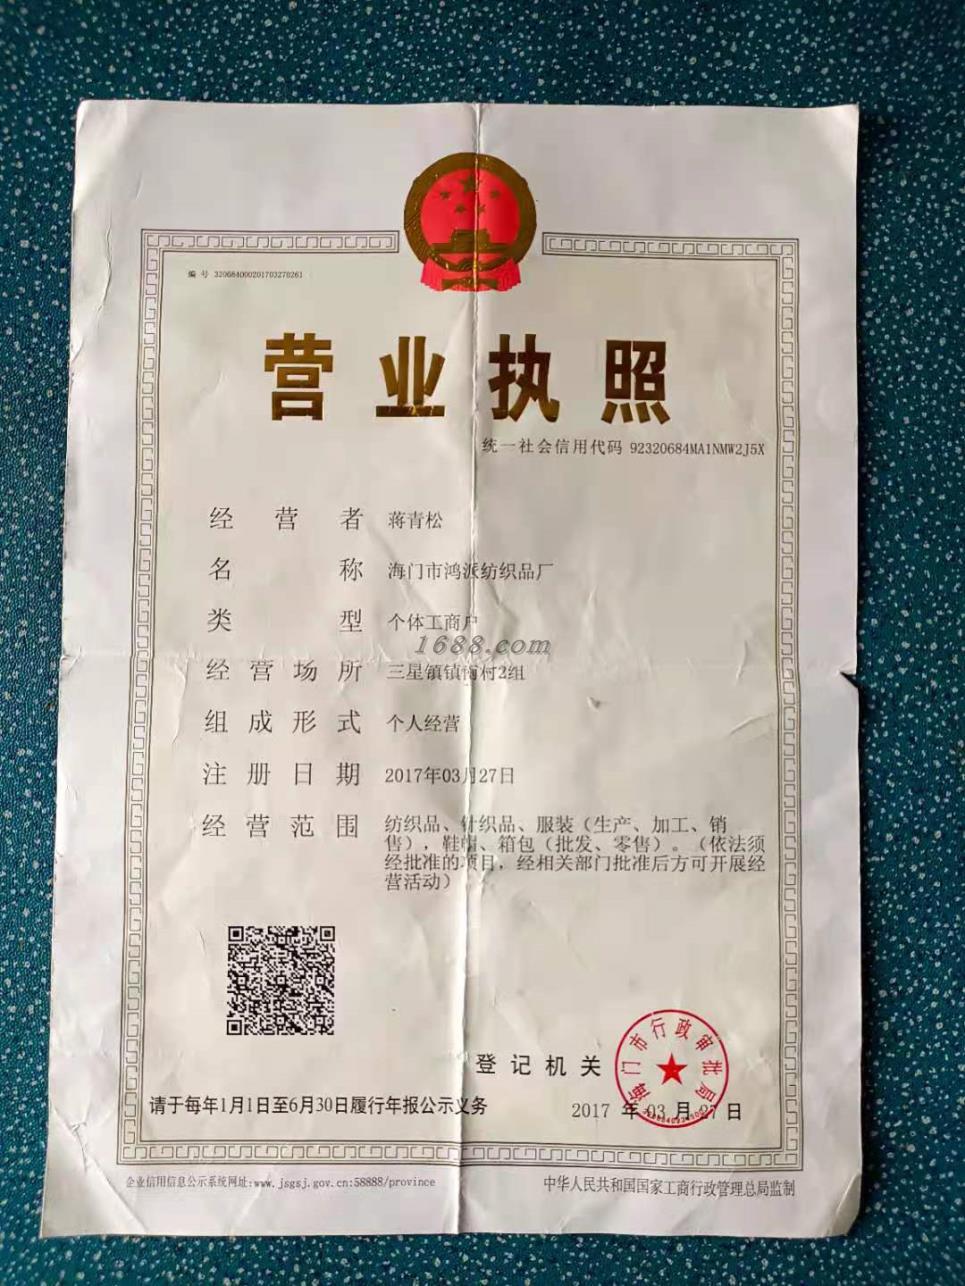 编 号 320684000201703270261
营业执照
统一社会信用代码 92320684MA1NMW2J5X
经营者 蒋青松
名称 海门市鸿派纺织品厂
类型 个体工商户
1688.com
经营场所 三星镇镇南村2组
组成形式 个人经营
注册日期 2017年03月27日
经营范围 纺织品、针织品、服装（生产、加工、销
售），鞋帽、箱包（批发、零售）。（依法须
经批准的项目，经相关部门批准后方可开展经
营活动）
登记机关
海门市行政审批局
请于每年1月1日至6月30日履行年报公示义务
2017 年 03 月 27 日
企业信用信息公示系统网址:www.jsgsj.gov.cn:58888/province
中华人民共和国国家工商行政管理总局监制